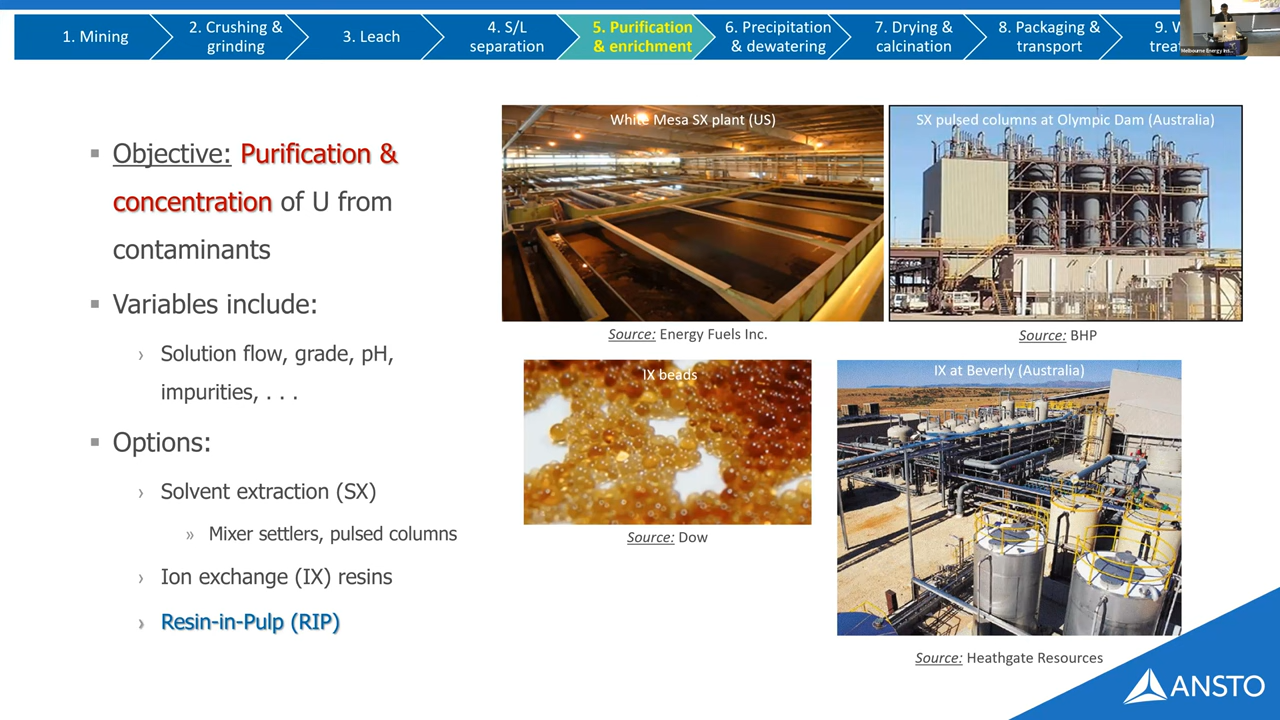 1. Mining
2. Crushing &
grinding
3. Leach
4. S/L
separation
5. Purification
& enrichment
6. Precipitation
& dewatering
7. Drying &
calcination
8. Packaging &
transport
9. W
trea
Melbourne Energy Inst...
▪ Objective: Purification &
concentration of U from
contaminants
▪ Variables include:
› Solution flow, grade, pH,
impurities, . . .
▪ Options:
› Solvent extraction (SX)
» Mixer settlers, pulsed columns
› Ion exchange (IX) resins
› Resin-in-Pulp (RIP)
White Mesa SX plant (US)
Source: Energy Fuels Inc.
SX pulsed columns at Olympic Dam (Australia)
Source: BHP
IX beads
Source: Dow
IX at Beverly (Australia)
Source: Heathgate Resources
ANSTO